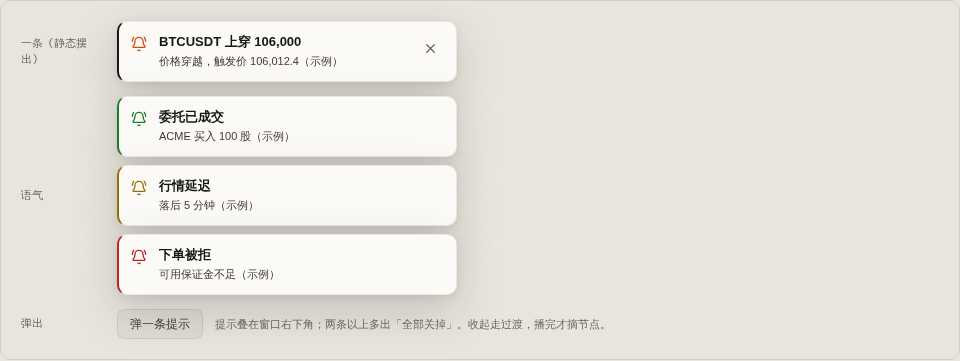 一条（静态摆
出）
BTCUSDT 上穿 106,000
价格穿越，触发价 106,012.4（示例）
语气
委托已成交
ACME 买入 100 股（示例）
行情延迟
落后 5 分钟（示例）
下单被拒
可用保证金不足（示例）
弹出
弹一条提示
提示叠在窗口右下角；两条以上多出「全部关掉」。收起走过渡，播完才摘节点。